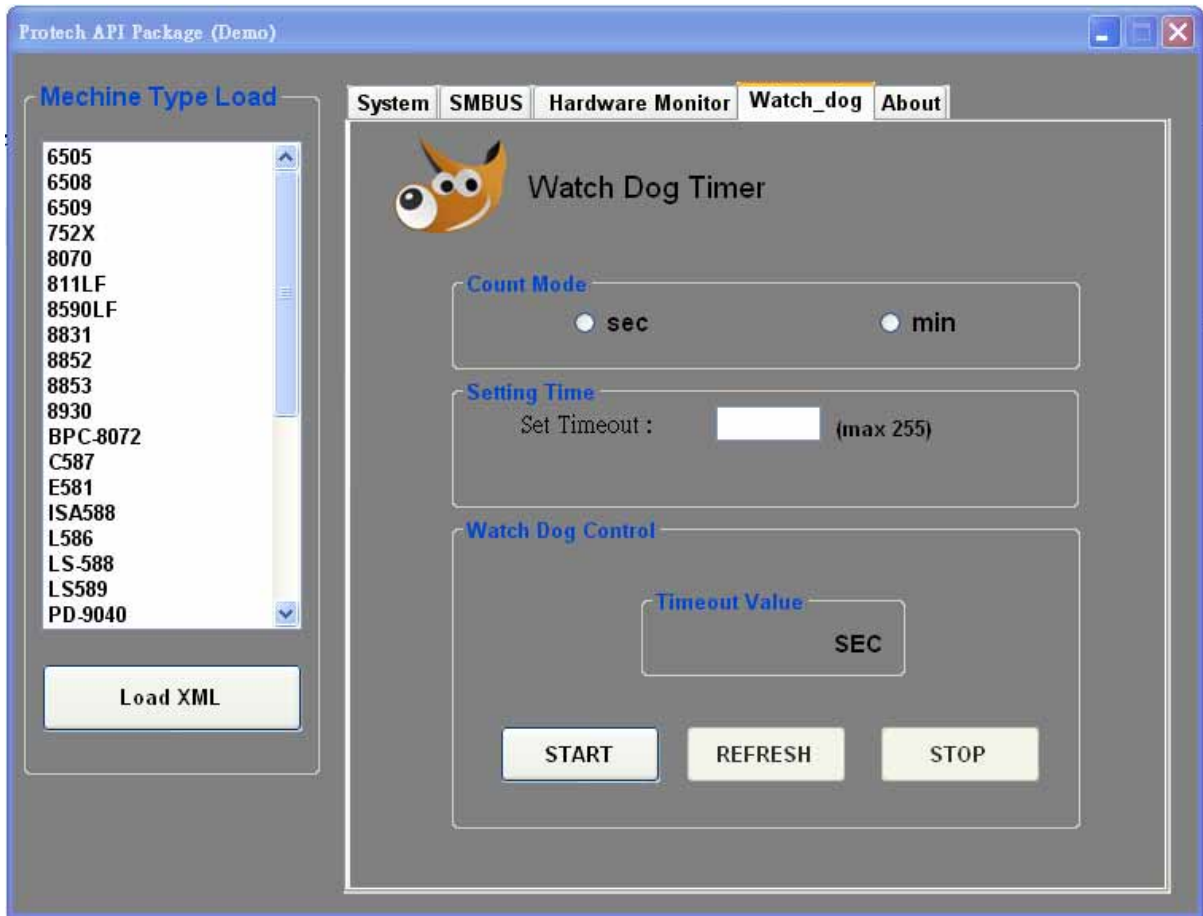 Protech API Package (Demo)
Mechine Type Load
6505
6508
6509
752X
8070
811LF
8590LF
8831
8852
8853
8930
BPC-8072
C587
E581
ISA588
L586
LS-588
LS589
PD-9040
Load XML
System SMBUS Hardware Monitor Watch_dog About
Watch Dog Timer
Count Mode
sec min
Setting Time
Set Timeout : (max 255)
Watch Dog Control
Timeout Value
SEC
START REFRESH STOP